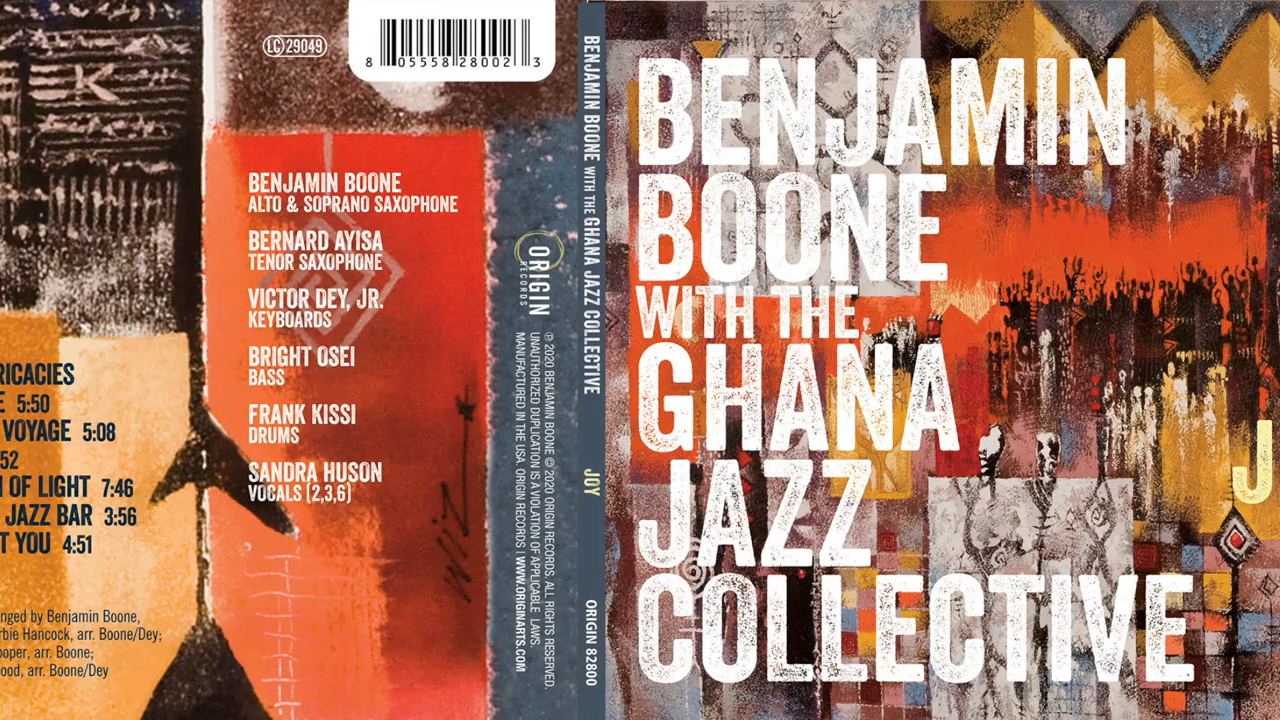 LC 29049
8 05558 28002 3
BENJAMIN BOONE
ALTO & SOPRANO SAXOPHONE
BERNARD AYISA
TENOR SAXOPHONE
VICTOR DEY, JR.
KEYBOARDS
BRIGHT OSEI
BASS
FRANK KISSI
DRUMS
SANDRA HUSON
VOCALS (2,3,6)
RICACIES
E 5:50
VOYAGE 5:08
52
OF LIGHT 7:46
JAZZ BAR 3:56
T YOU 4:51
nged by Benjamin Boone,
rbie Hancock, arr. Boone/Dey;
ooper, arr. Boone;
ood, arr. Boone/Dey
ORIGIN
RECORDS
℗ 2020 BENJAMIN BOONE © 2020 ORIGIN RECORDS. ALL RIGHTS RESERVED.
UNAUTHORIZED DUPLICATION IS A VIOLATION OF APPLICABLE LAWS.
MANUFACTURED IN THE USA. ORIGIN RECORDS | WWW.ORIGINARTS.COM
BENJAMIN BOONE WITH THE GHANA JAZZ COLLECTIVE JOY ORIGIN 82800
BENJAMIN
BOONE
WITH THE
GHANA
JAZZ
COLLECTIVE
J